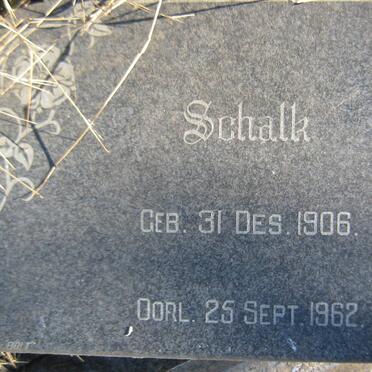 Schalk
GEB. 31 DES. 1906.
OORL. 25 SEPT. 1962.